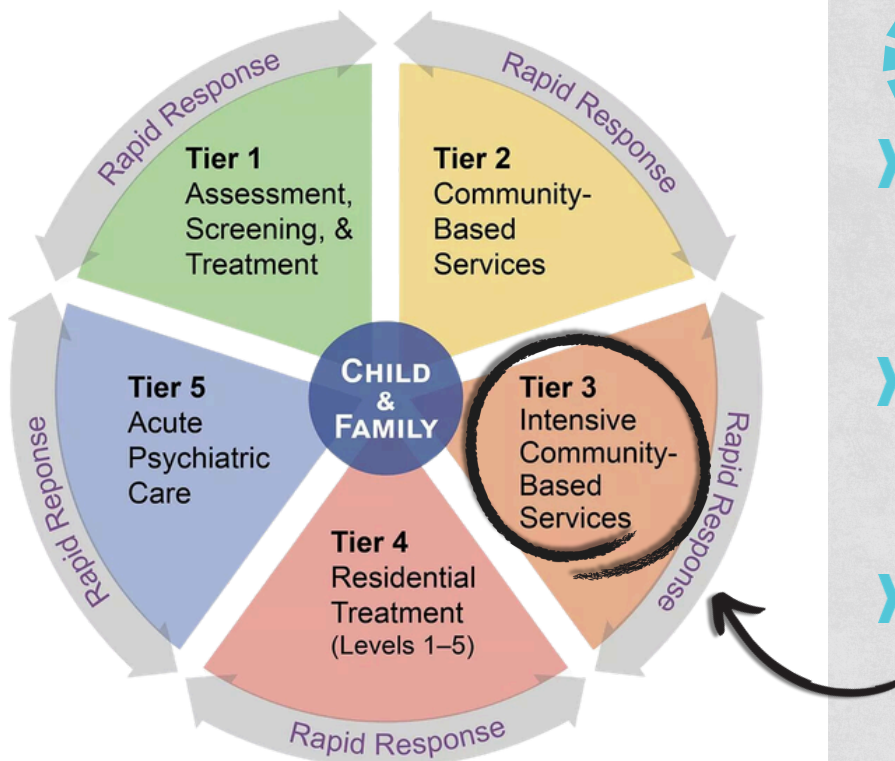 Rapid Response
Rapid Response
Tier 1
Assessment,
Screening, &
Treatment
Tier 2
Community-
Based
Services
CHILD
&
FAMILY
Tier 5
Acute
Psychiatric
Care
Tier 3
Intensive
Community-
Based
Services
Rapid Reponse
Rapid Response
Tier 4
Residential
Treatment
(Levels 1–5)
Rapid Response